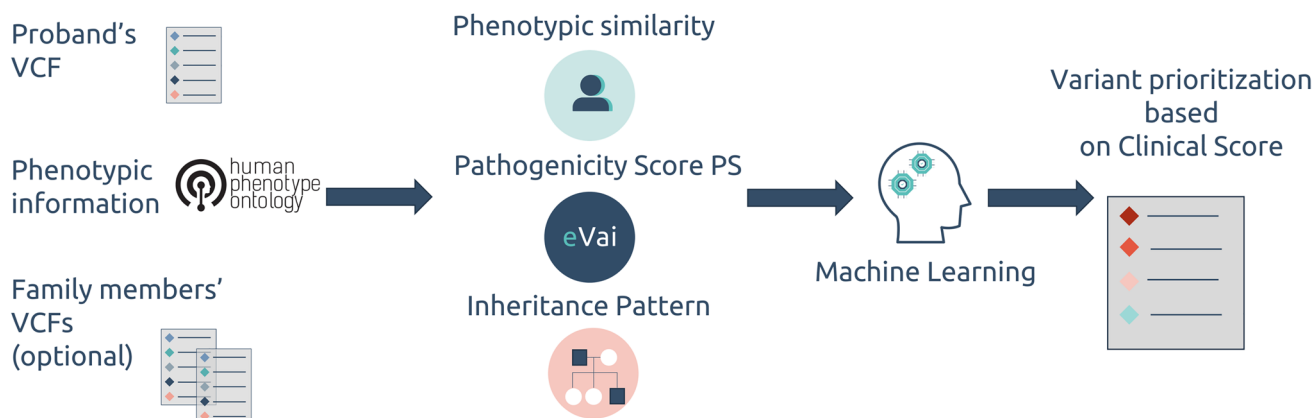 Proband's
VCF
Phenotypic
information
human
phenotype
ontology
Family members'
VCFs
(optional)
Phenotypic similarity
Pathogenicity Score PS
eVai
Inheritance Pattern
Machine Learning
Variant prioritization
based
on Clinical Score